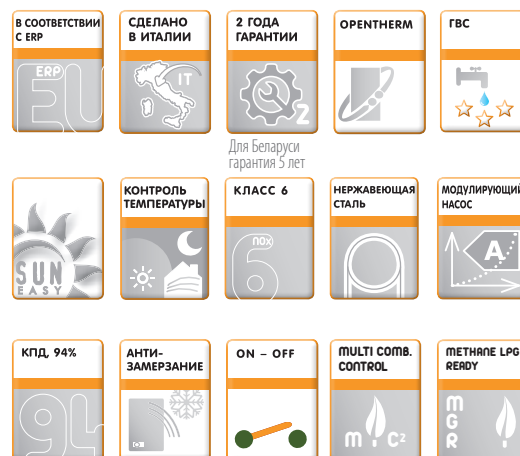 В СООТВЕТСТВИИ
С ERP
ERP
EU
СДЕЛАНО
В ИТАЛИИ
IT
2 ГОДА
ГАРАНТИИ
2
OPENTHERM
ГВС
Для Беларуси
гарантия 5 лет
SUN
EASY
КОНТРОЛЬ
ТЕМПЕРАТУРЫ
КЛАСС 6
nox
6
НЕРЖАВЕЮЩАЯ
СТАЛЬ
МОДУЛИРУЮЩИЙ
НАСОС
A
КПД, 94%
94
АНТИ-
ЗАМЕРЗАНИЕ
ON – OFF
MULTI COMB.
CONTROL
m C²
METHANE LPG
READY
M
G
R